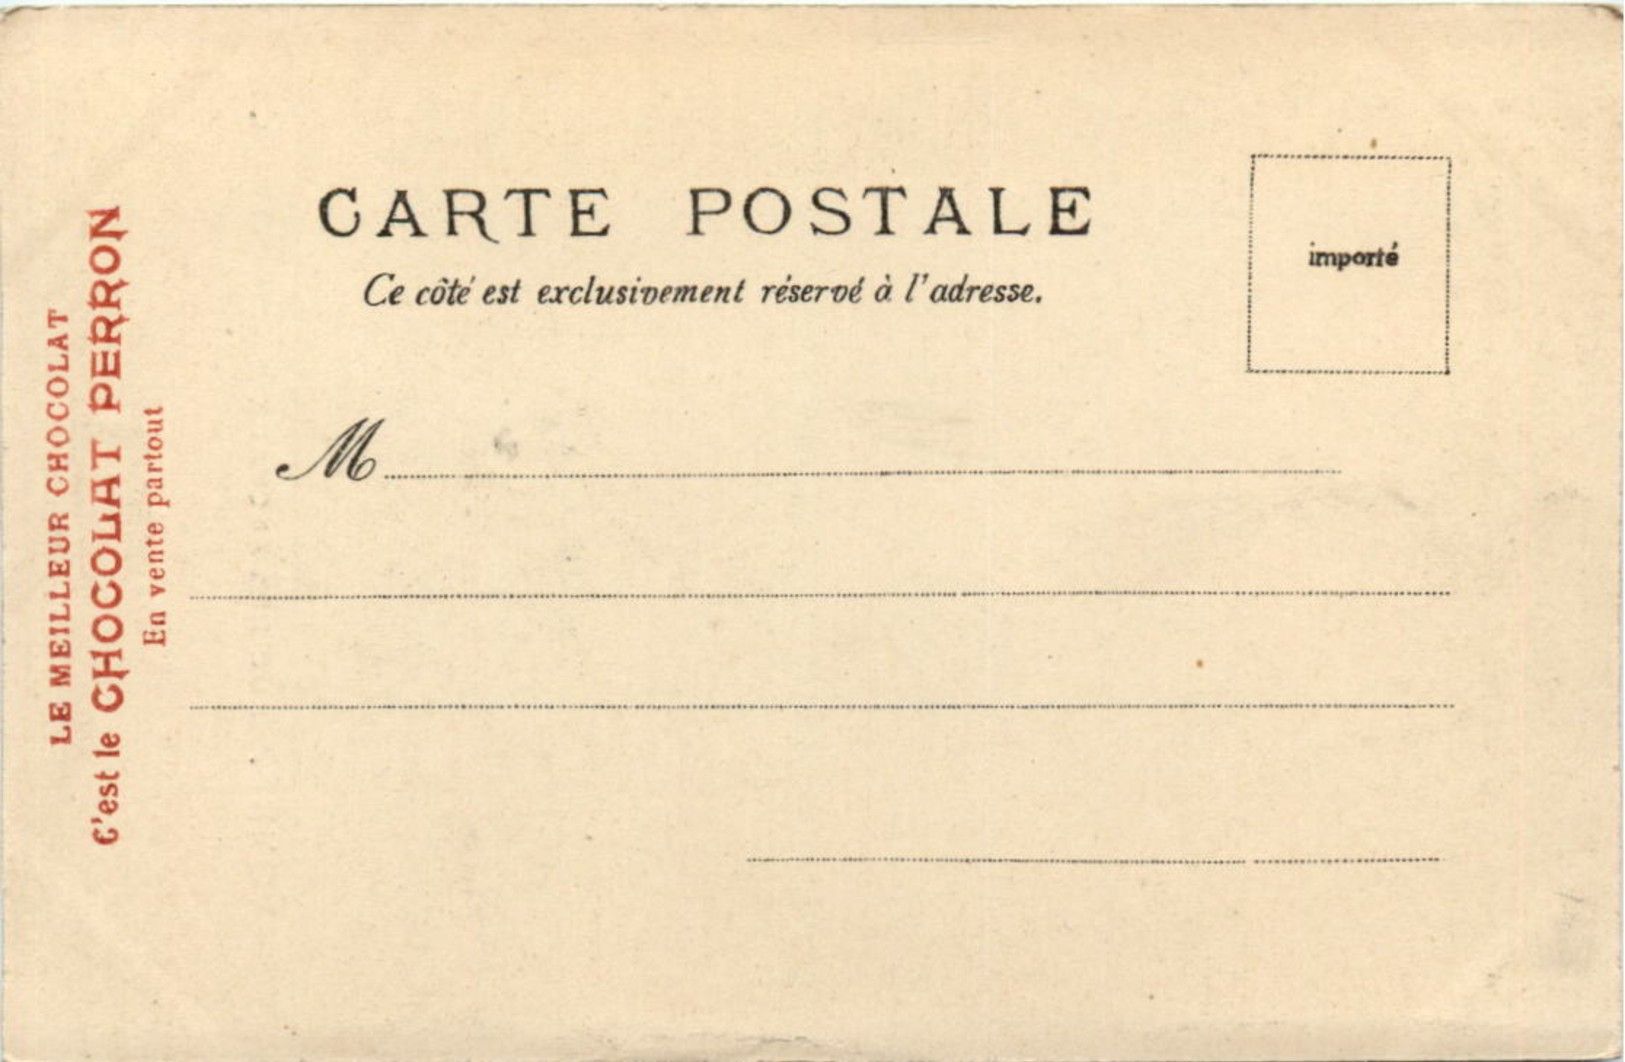 CARTE POSTALE
Ce côté est exclusivement réservé à l'adresse.
importé
M
LE MEILLEUR CHOCOLAT
C'est le CHOCOLAT PERRON
En vente partout